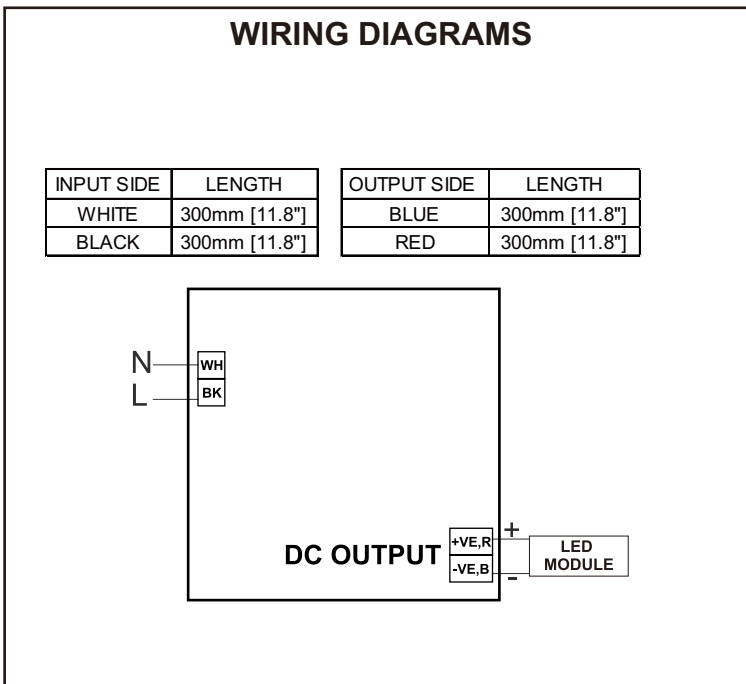 WIRING DIAGRAMS
INPUT SIDE LENGTH
WHITE 300mm [11.8"]
BLACK 300mm [11.8"]
OUTPUT SIDE LENGTH
BLUE 300mm [11.8"]
RED 300mm [11.8"]
N
WH
L
BK
DC OUTPUT
+VE,R
+
-VE,B
-
LED
MODULE